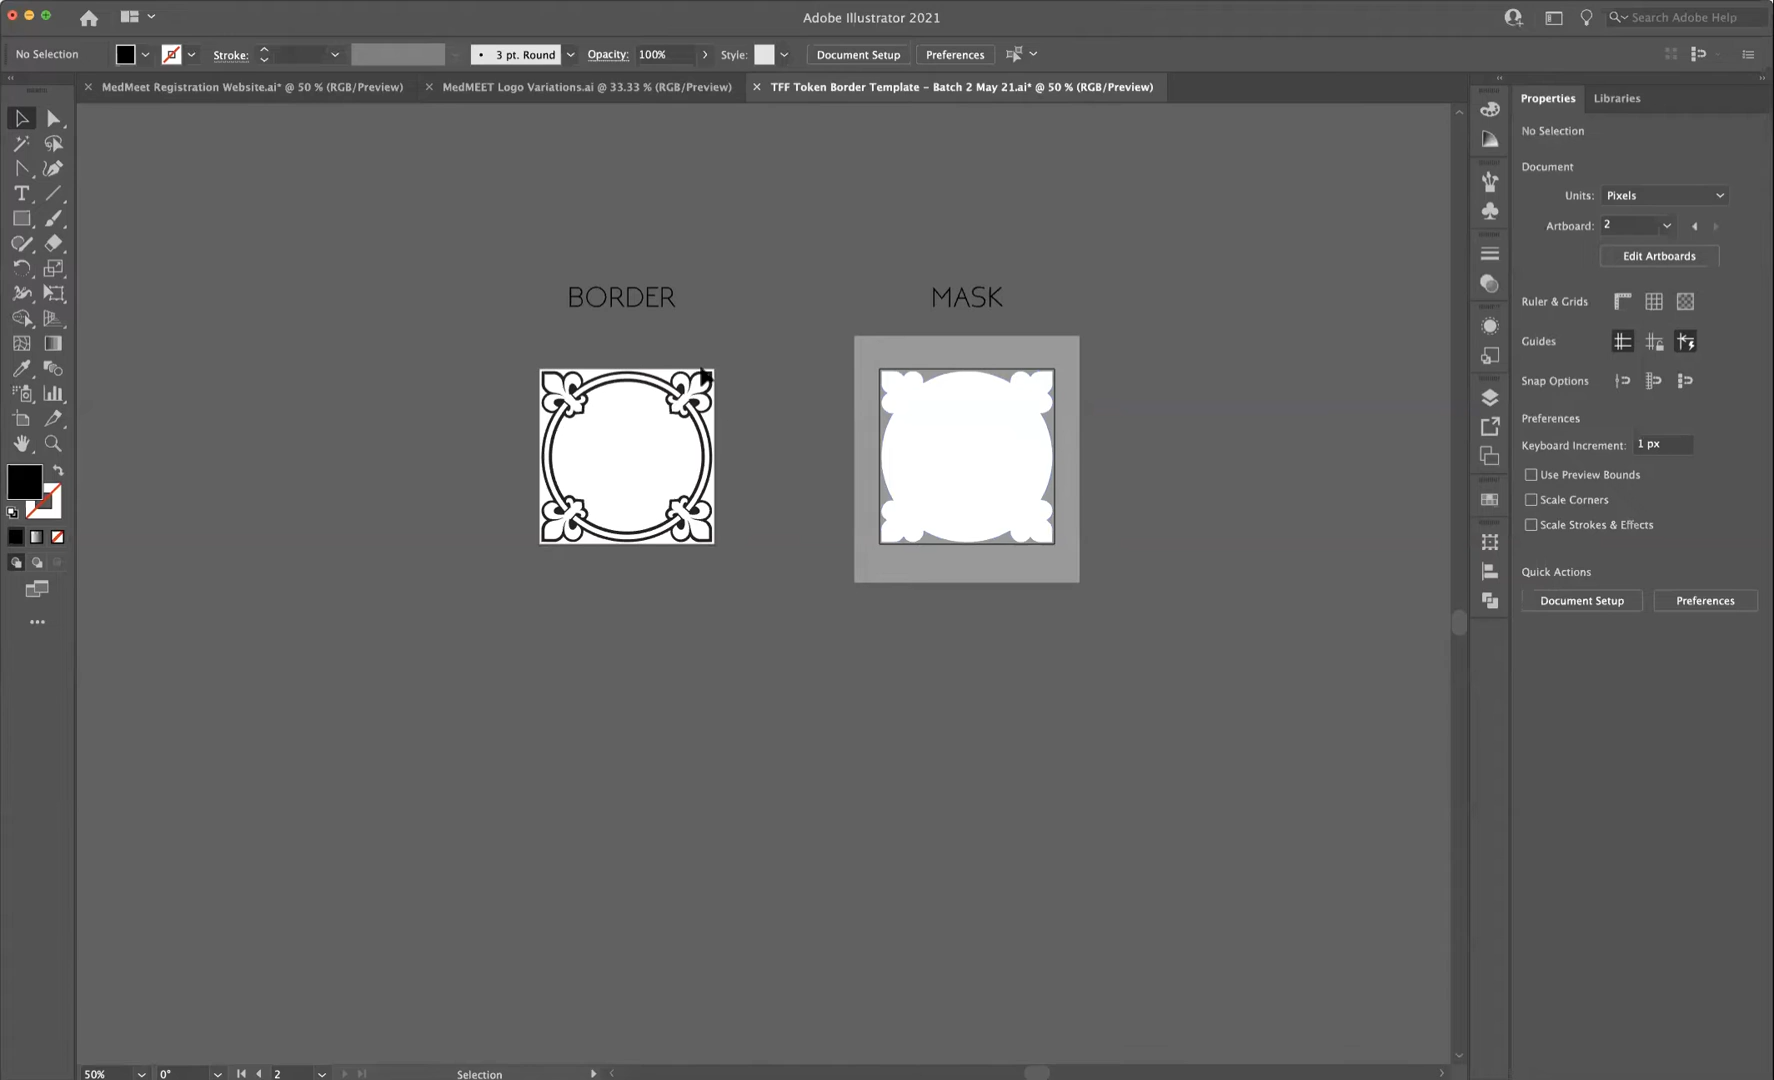 Adobe Illustrator 2021
Search Adobe Help
No Selection
Stroke:
3 pt. Round
Opacity: 100%
Style:
Document Setup
Preferences
MedMeet Registration Website.ai* @ 50 % (RGB/Preview)
MedMEET Logo Variations.ai @ 33.33 % (RGB/Preview)
TFF Token Border Template – Batch 2 May 21.ai* @ 50 % (RGB/Preview)
Properties
Libraries
No Selection
Document
Units: Pixels
Artboard: 2
Edit Artboards
Ruler & Grids
Guides
Snap Options
Preferences
Keyboard Increment: 1 px
Use Preview Bounds
Scale Corners
Scale Strokes & Effects
Quick Actions
Document Setup
Preferences
BORDER
MASK
50%
0°
2
Selection